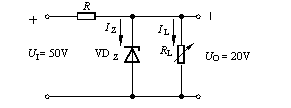 R
+
I Z
I L
U I = 50V
VD Z
R L
U O = 20V